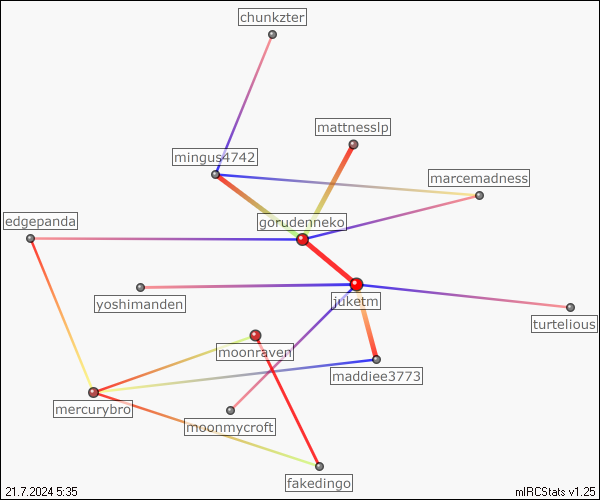 chunkzter
mattnesslp
mingus4742
marcemadness
edgepanda
gorudenneko
yoshimanden
juketm
turtelious
moonraven
maddiee3773
mercurybro
moonmycroft
fakedingo
21.7.2024 5:35
mIRCStats v1.25